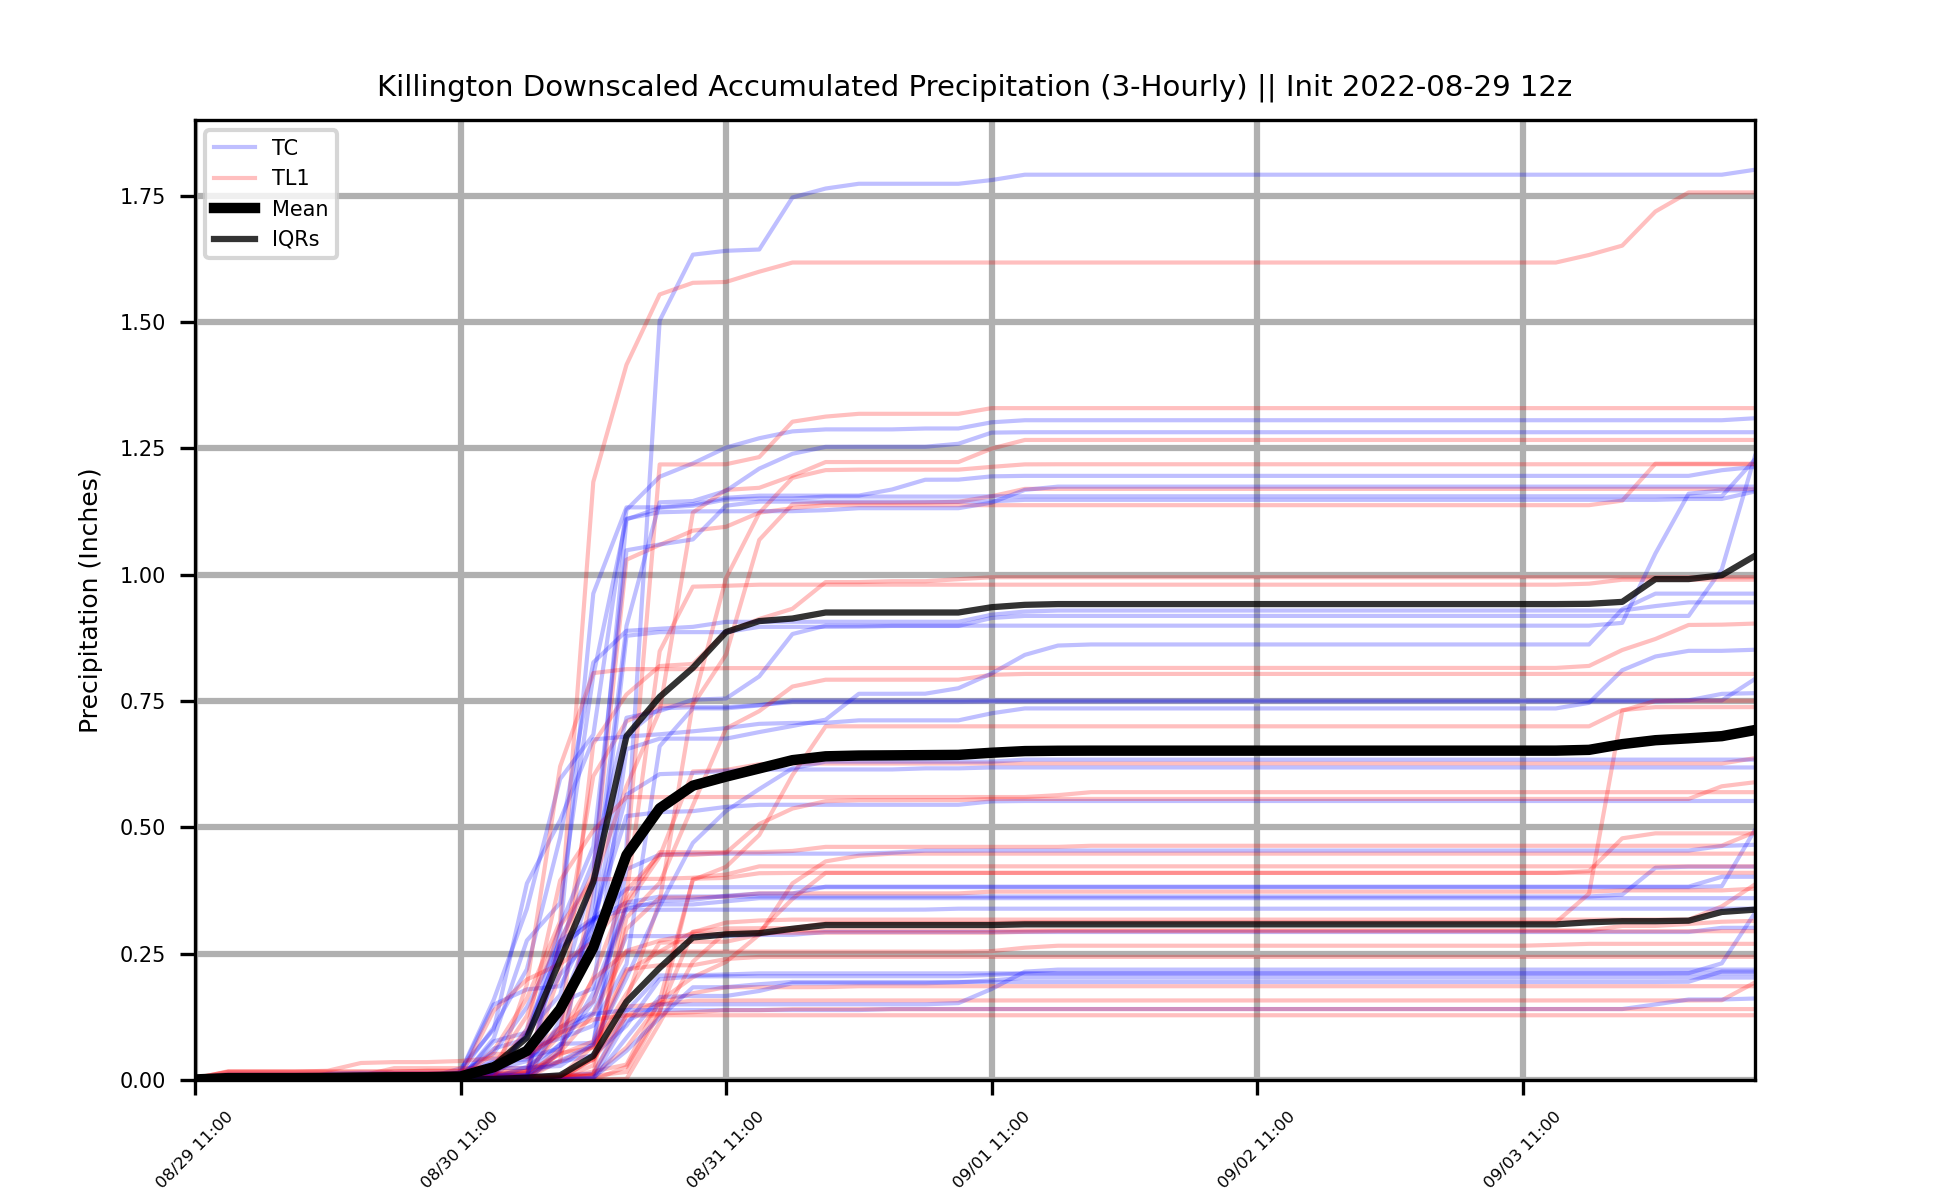 Killington Downscaled Accumulated Precipitation (3-Hourly) || Init 2022-08-29 12z
TC
TL1
Mean
IQRs
Precipitation (Inches)
1.75
1.50
1.25
1.00
0.75
0.50
0.25
0.00
08/29 11:00
08/30 11:00
08/31 11:00
09/01 11:00
09/02 11:00
09/03 11:00